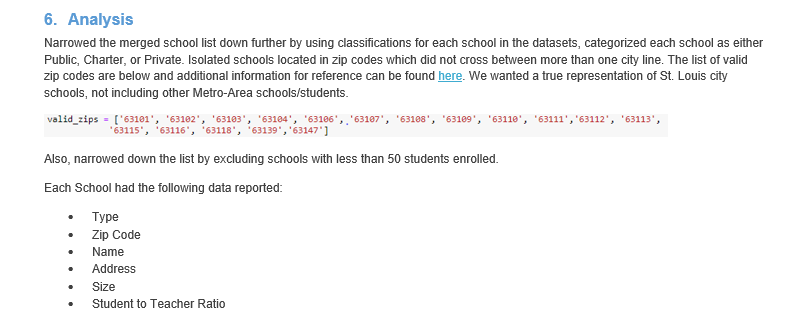 6. Analysis
Narrowed the merged school list down further by using classifications for each school in the datasets, categorized each school as either
Public, Charter, or Private. Isolated schools located in zip codes which did not cross between more than one city line. The list of valid
zip codes are below and additional information for reference can be found here. We wanted a true representation of St. Louis city
schools, not including other Metro-Area schools/students.
valid_zips = ['63101', '63102', '63103', '63104', '63106',,'63107', '63108', '63109', '63110', '63111','63112', '63113',
'63115', '63116', '63118', '63139','63147']
Also, narrowed down the list by excluding schools with less than 50 students enrolled.
Each School had the following data reported:
• Type
• Zip Code
• Name
• Address
• Size
• Student to Teacher Ratio